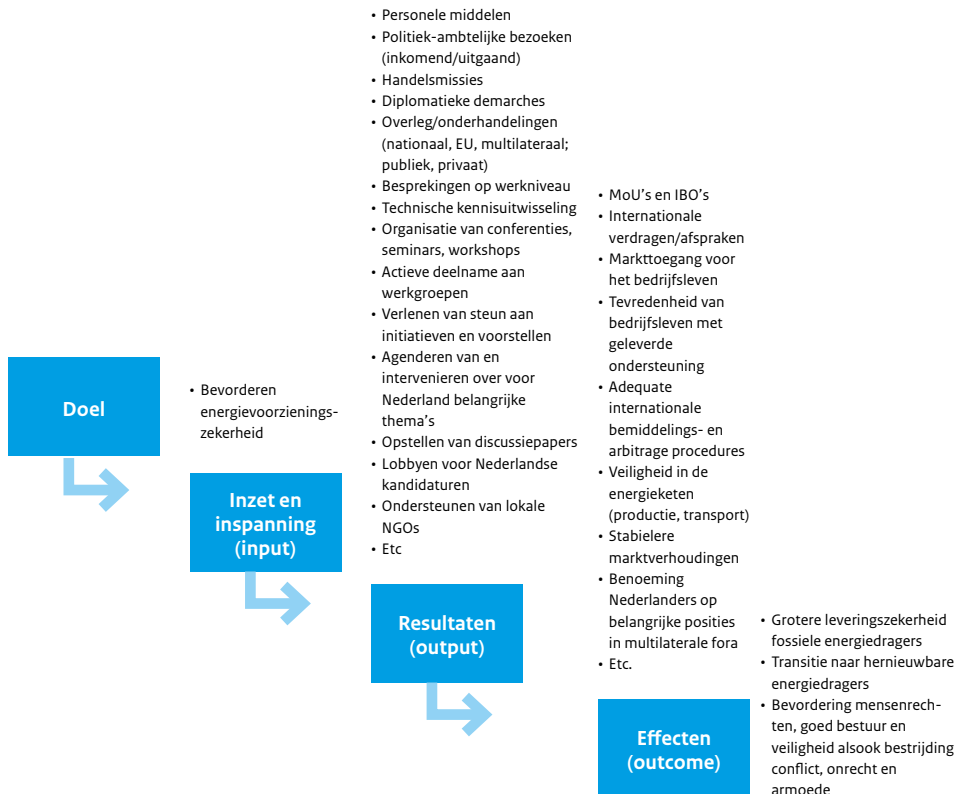 Doel
• Bevorderen
energievoorzienings-
zekerheid
Inzet en
inspanning
(input)
• Personele middelen
• Politiek-ambtelijke bezoeken
(inkomend/uitgaand)
• Handelsmissies
• Diplomatieke demarches
• Overleg/onderhandelingen
(nationaal, EU, multilateraal;
publiek, privaat)
• Besprekingen op werkniveau
• Technische kennisuitwisseling
• Organisatie van conferenties,
seminars, workshops
• Actieve deelname aan
werkgroepen
• Verlenen van steun aan
initiatieven en voorstellen
• Agenderen van en
intervenieren over voor
Nederland belangrijke
thema's
• Opstellen van discussiepapers
• Lobbyen voor Nederlandse
kandidaturen
• Ondersteunen van lokale
NGOs
• Etc
Resultaten
(output)
• MoU's en IBO's
• Internationale
verdragen/afspraken
• Markttoegang voor
het bedrijfsleven
• Tevredenheid van
bedrijfsleven met
geleverde
ondersteuning
• Adequate
internationale
bemiddelings- en
arbitrage procedures
• Veiligheid in de
energieketen
(productie, transport)
• Stabielere
marktverhoudingen
• Benoeming
Nederlanders op
belangrijke posities
in multilaterale fora
• Etc.
Effecten
(outcome)
• Grotere leveringszekerheid
fossiele energiedragers
• Transitie naar hernieuwbare
energiedragers
• Bevordering mensenrech-
ten, goed bestuur en
veiligheid alsook bestrijding
conflict, onrecht en
armoede